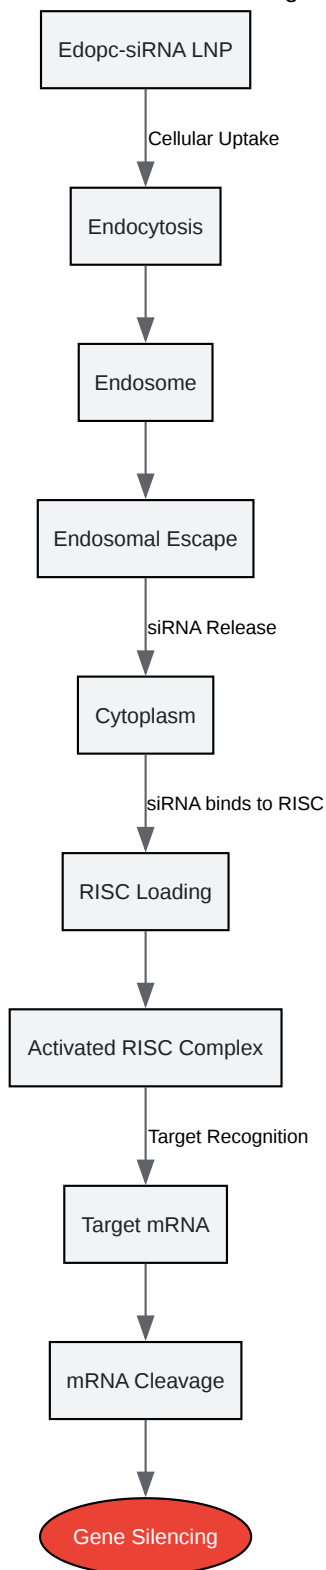 Edopc-siRNA LNP
Cellular Uptake
Endocytosis
Endosome
Endosomal Escape
siRNA Release
Cytoplasm
siRNA binds to RISC
RISC Loading
Activated RISC Complex
Target Recognition
Target mRNA
mRNA Cleavage
Gene Silencing